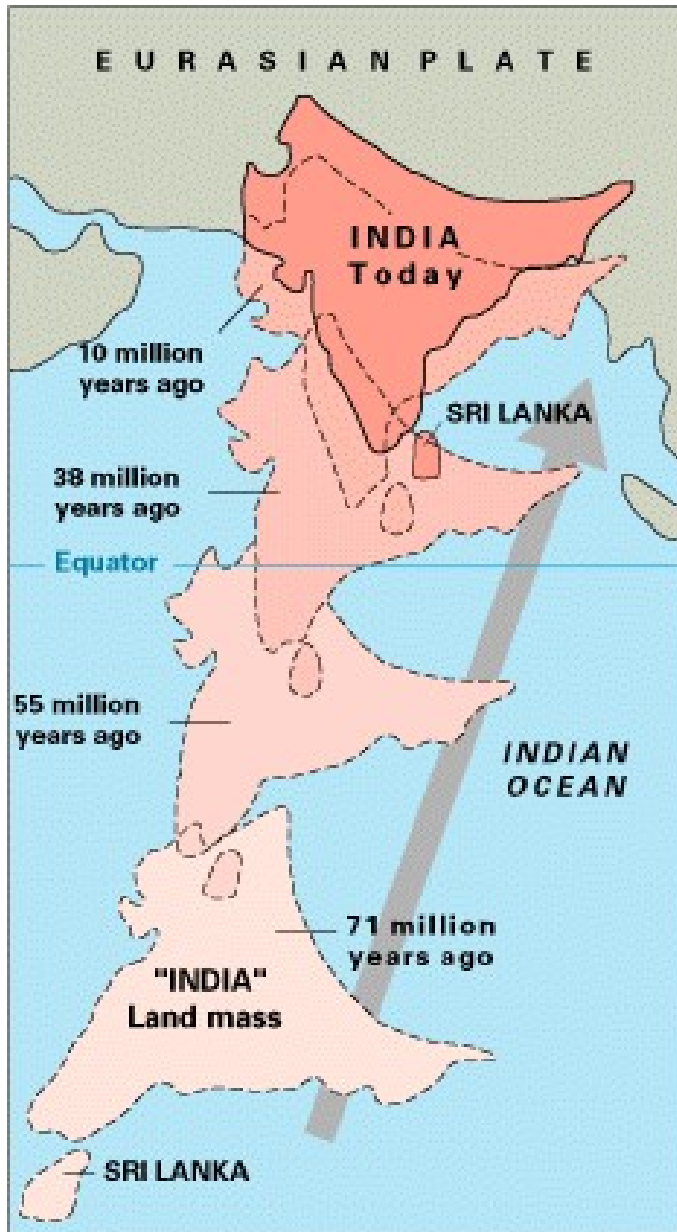 EURASIAN PLATE
INDIA
Today
10 million
years ago
SRI LANKA
38 million
years ago
Equator
55 million
years ago
INDIAN
OCEAN
71 million
years ago
"INDIA"
Land mass
SRI LANKA